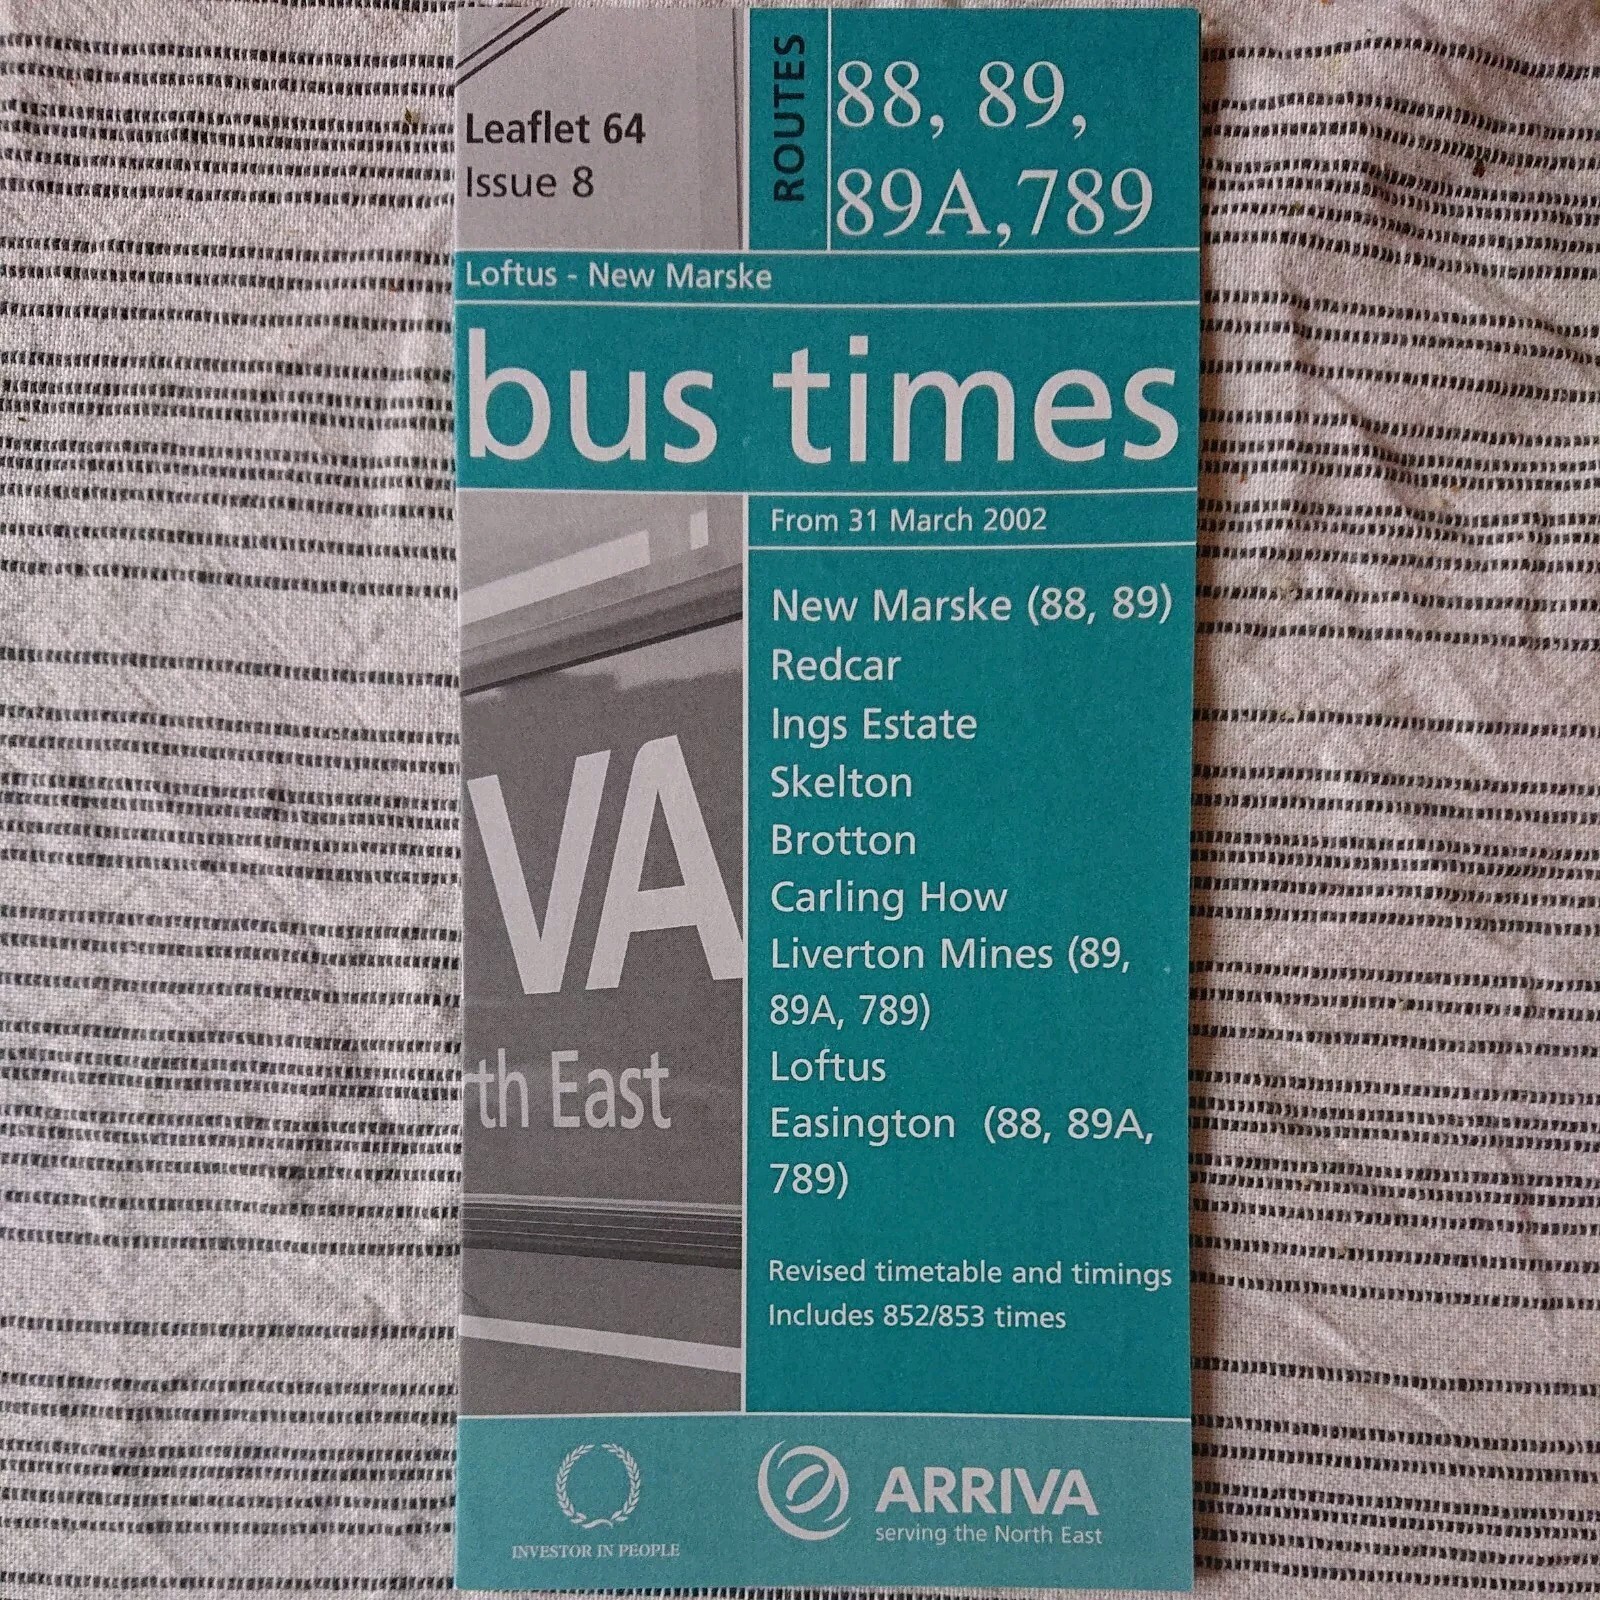 Leaflet 64
Issue 8
ROUTES
88, 89,
89A,789
Loftus - New Marske
bus times
From 31 March 2002
New Marske (88, 89)
Redcar
Ings Estate
Skelton
Brotton
Carling How
Liverton Mines (89,
89A, 789)
Loftus
Easington (88, 89A,
789)
Revised timetable and timings
Includes 852/853 times
VA
th East
INVESTOR IN PEOPLE
ARRIVA
serving the North East